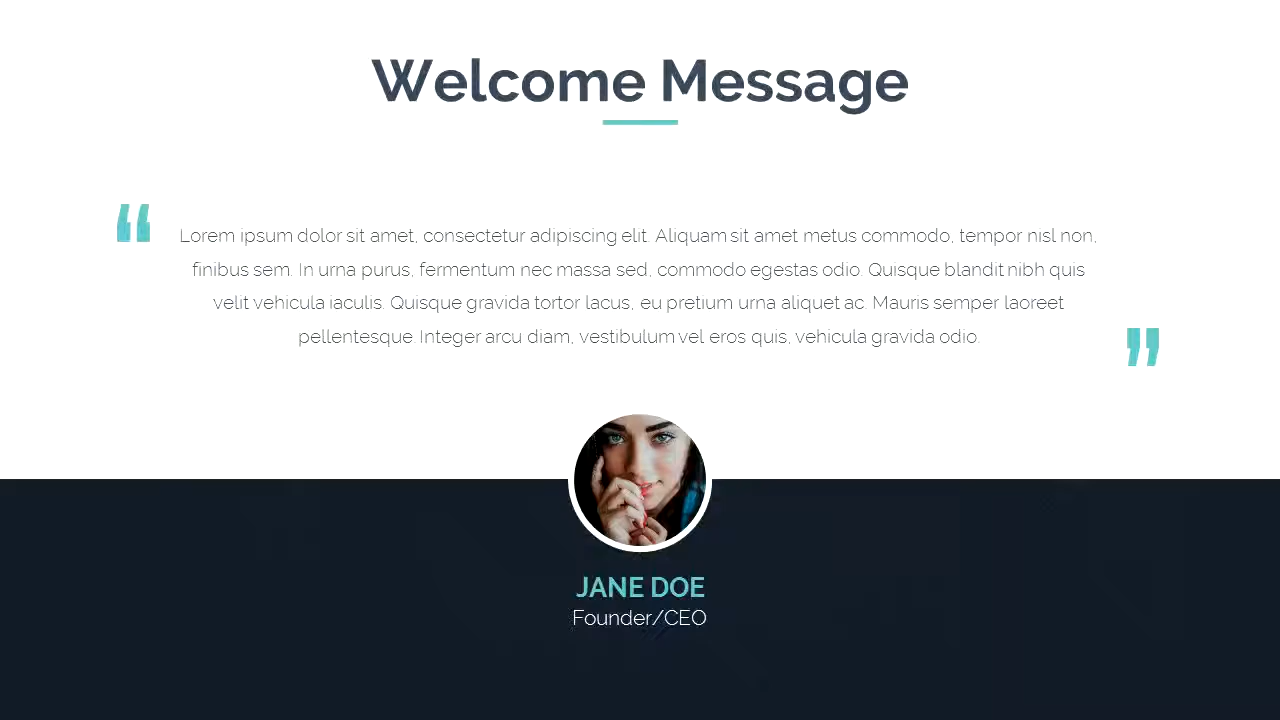 Welcome Message
“ Lorem ipsum dolor sit amet, consectetur adipiscing elit. Aliquam sit amet metus commodo, tempor nisl non,
finibus sem. In urna purus, fermentum nec massa sed, commodo egestas odio. Quisque blandit nibh quis
velit vehicula iaculis. Quisque gravida tortor lacus, eu pretium urna aliquet ac. Mauris semper laoreet
pellentesque. Integer arcu diam, vestibulum vel eros quis, vehicula gravida odio. ”
JANE DOE
Founder/CEO